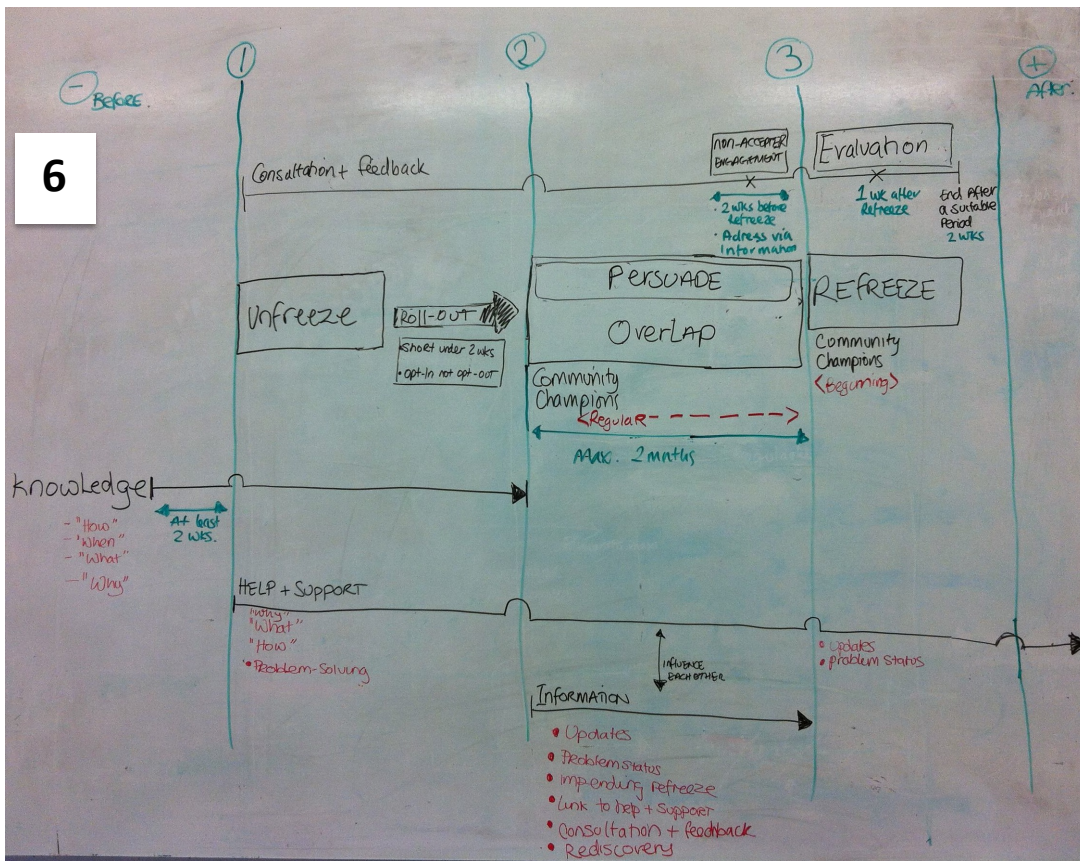 1
2
3
-
BEFORE.
+
After.
6
Consultation + feedback
NON-ACCEPTER
ENGAGEMENT
Evaluation
• 2 wks before
Refreeze
• Adress via
Information
1 wk after
Refreeze
End After
a suitable
Period
2 wks
Unfreeze
ROLL-OUT
• Short under 2 wks
• opt-In not opt-out
PERSUADE
OverLAP
REFREEZE
Community
Champions
<Regular - - - - >
Max. 2 mnths
Community
Champions
<Beginning>
Knowledge
At least
2 wks.
- "How"
- "When"
- "What"
- "Why"
HELP + SUPPORT
"Why"
"What"
"How"
• Problem-Solving
INFLUENCE
EACH OTHER
• updates
• problem status
INFORMATION
• Updates
• Problem status
• impending refreeze
• Link to help + Support
• Consultation + feedback
• Rediscovery